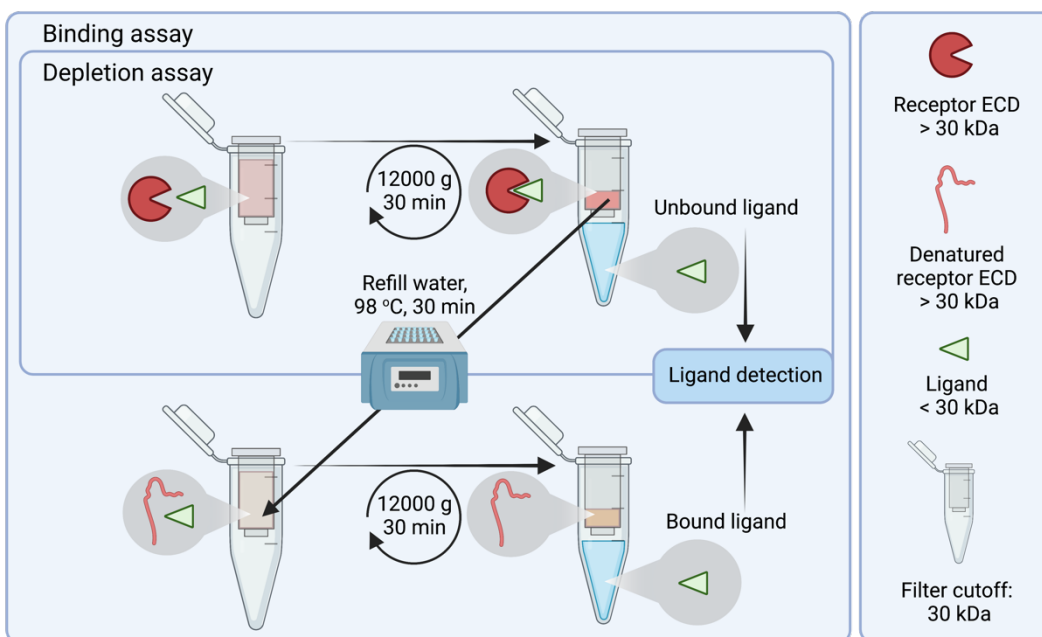 Binding assay
Depletion assay
12000 g
30 min
Unbound ligand
Refill water,
98 °C, 30 min
Ligand detection
12000 g
30 min
Bound ligand
Receptor ECD
> 30 kDa
Denatured
receptor ECD
> 30 kDa
Ligand
< 30 kDa
Filter cutoff:
30 kDa